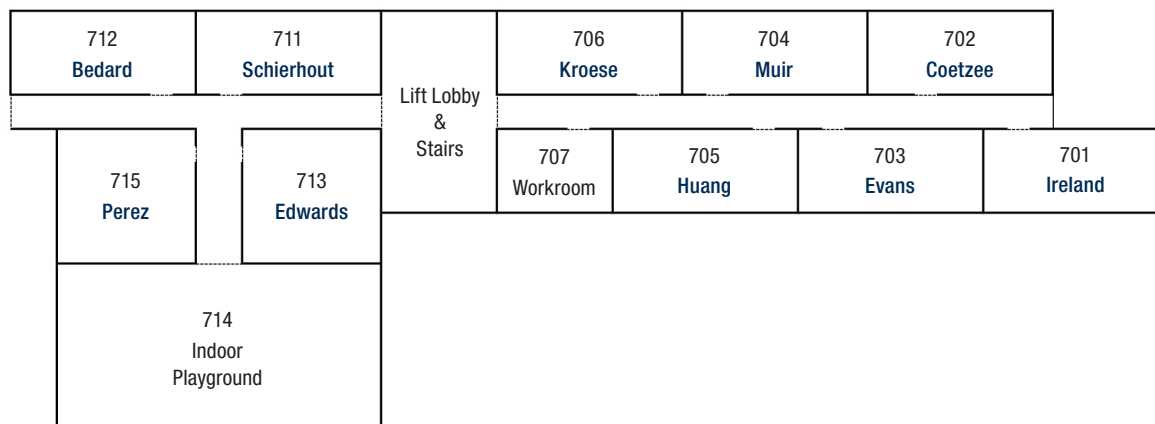 712
Bedard
711
Schierhout
Lift Lobby
&
Stairs
706
Kroese
704
Muir
702
Coetzee
715
Perez
713
Edwards
707
Workroom
705
Huang
703
Evans
701
Ireland
714
Indoor
Playground